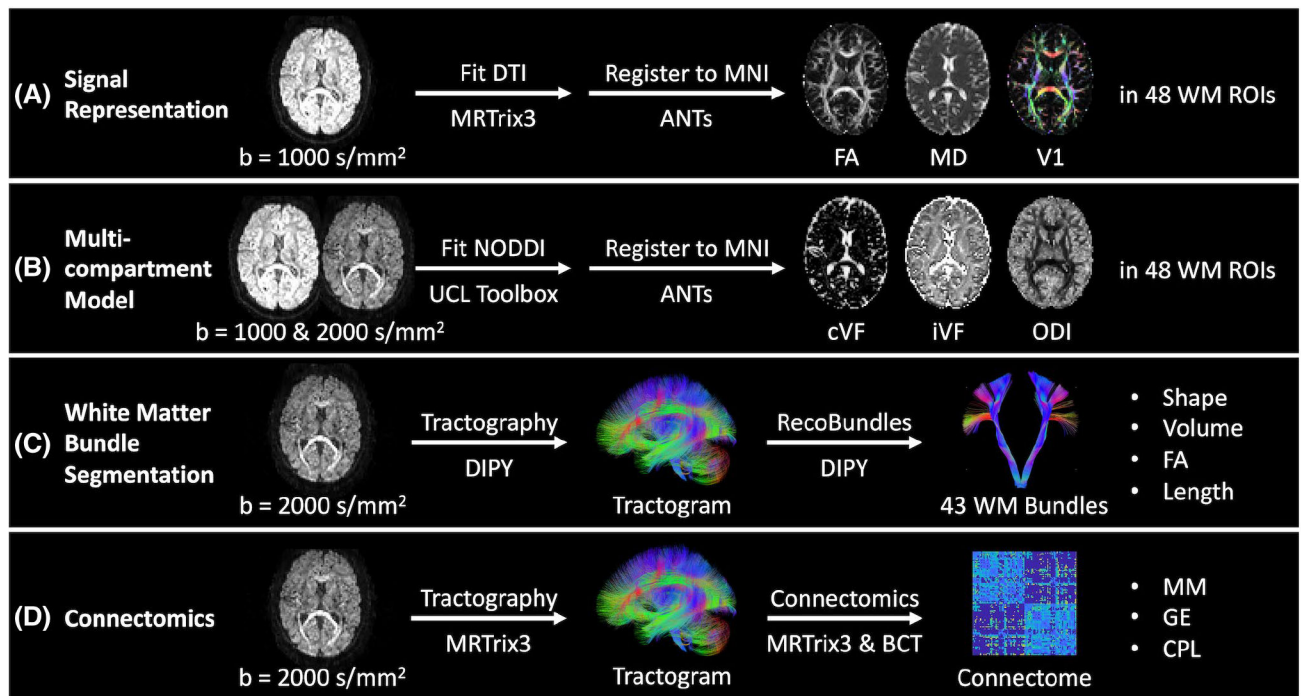 (A) Signal
Representation
b = 1000 s/mm²
Fit DTI
MRTrix3
Register to MNI
ANTs
FA
MD
V1
in 48 WM ROIs
(B) Multi-
compartment
Model
b = 1000 & 2000 s/mm²
Fit NODDI
UCL Toolbox
Register to MNI
ANTs
cVF
iVF
ODI
in 48 WM ROIs
(C) White Matter
Bundle
Segmentation
b = 2000 s/mm²
Tractography
DIPY
Tractogram
RecoBundles
DIPY
43 WM Bundles
• Shape
• Volume
• FA
• Length
(D) Connectomics
b = 2000 s/mm²
Tractography
MRTrix3
Tractogram
Connectomics
MRTrix3 & BCT
Connectome
• MM
• GE
• CPL